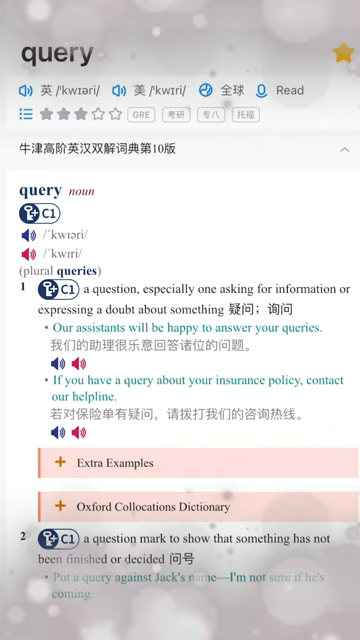 query
英 /'kwɪəri/ 美 /'kwɪri/ 全球 Read
GRE 考研 专八 托福
牛津高阶英汉双解词典第10版
query noun
C1
/ˈkwɪəri/
/ˈkwɪri/
(plural queries)
1 C1 a question, especially one asking for information or
expressing a doubt about something 疑问；询问
• Our assistants will be happy to answer your queries.
我们的助理很乐意回答诸位的问题。
• If you have a query about your insurance policy, contact
our helpline.
若对保险单有疑问，请拨打我们的咨询热线。
+ Extra Examples
+ Oxford Collocations Dictionary
2 C1 a question mark to show that something has not
been finished or decided 问号
• Put a query against Jack's name—I'm not sure if he's
coming.